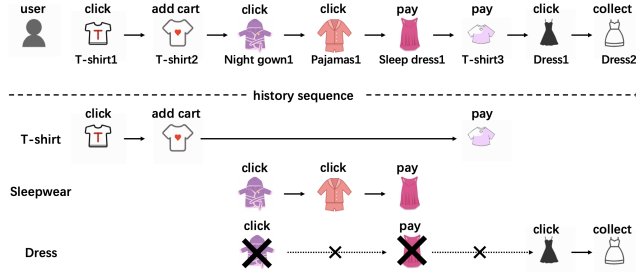 user click add cart click click pay pay click collect
T-shirt1 T-shirt2 Night gown1 Pajamas1 Sleep dress1 T-shirt3 Dress1 Dress2
history sequence
click add cart pay
T-shirt
click click pay
Sleepwear
click pay click collect
Dress